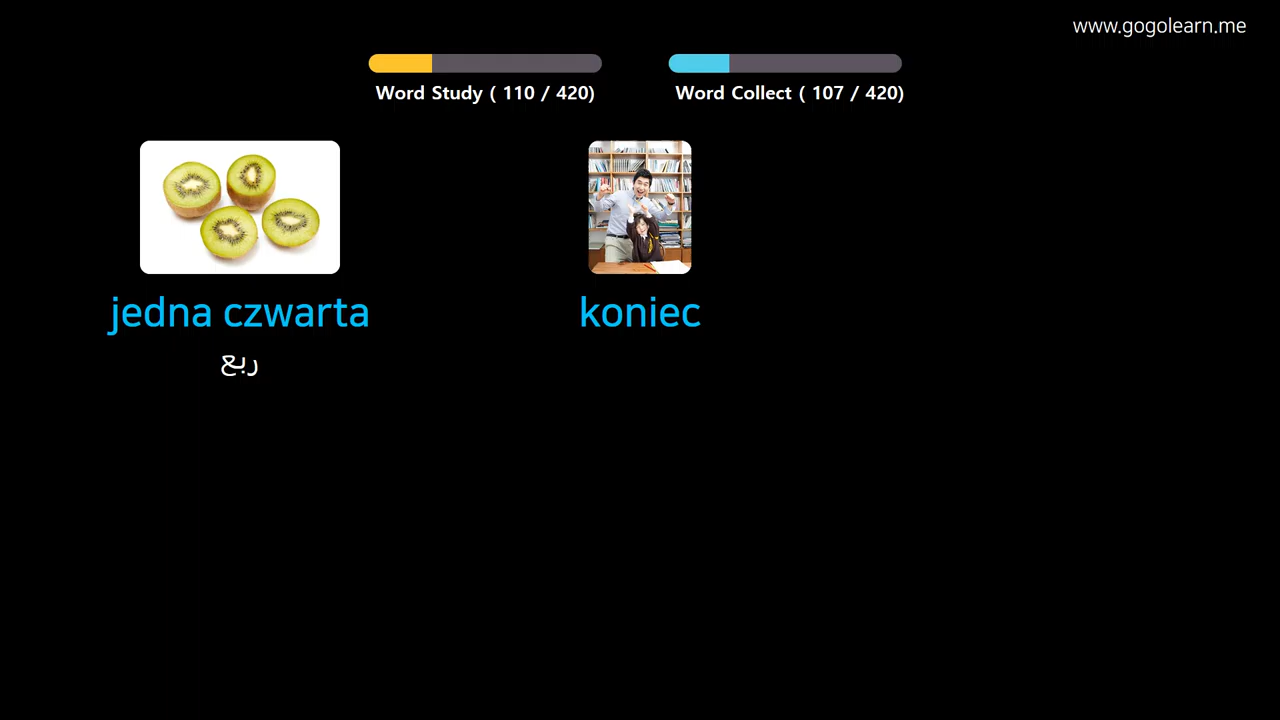 www.gogolearn.me
Word Study ( 110 / 420)
Word Collect ( 107 / 420)
jedna czwarta
ربع
koniec